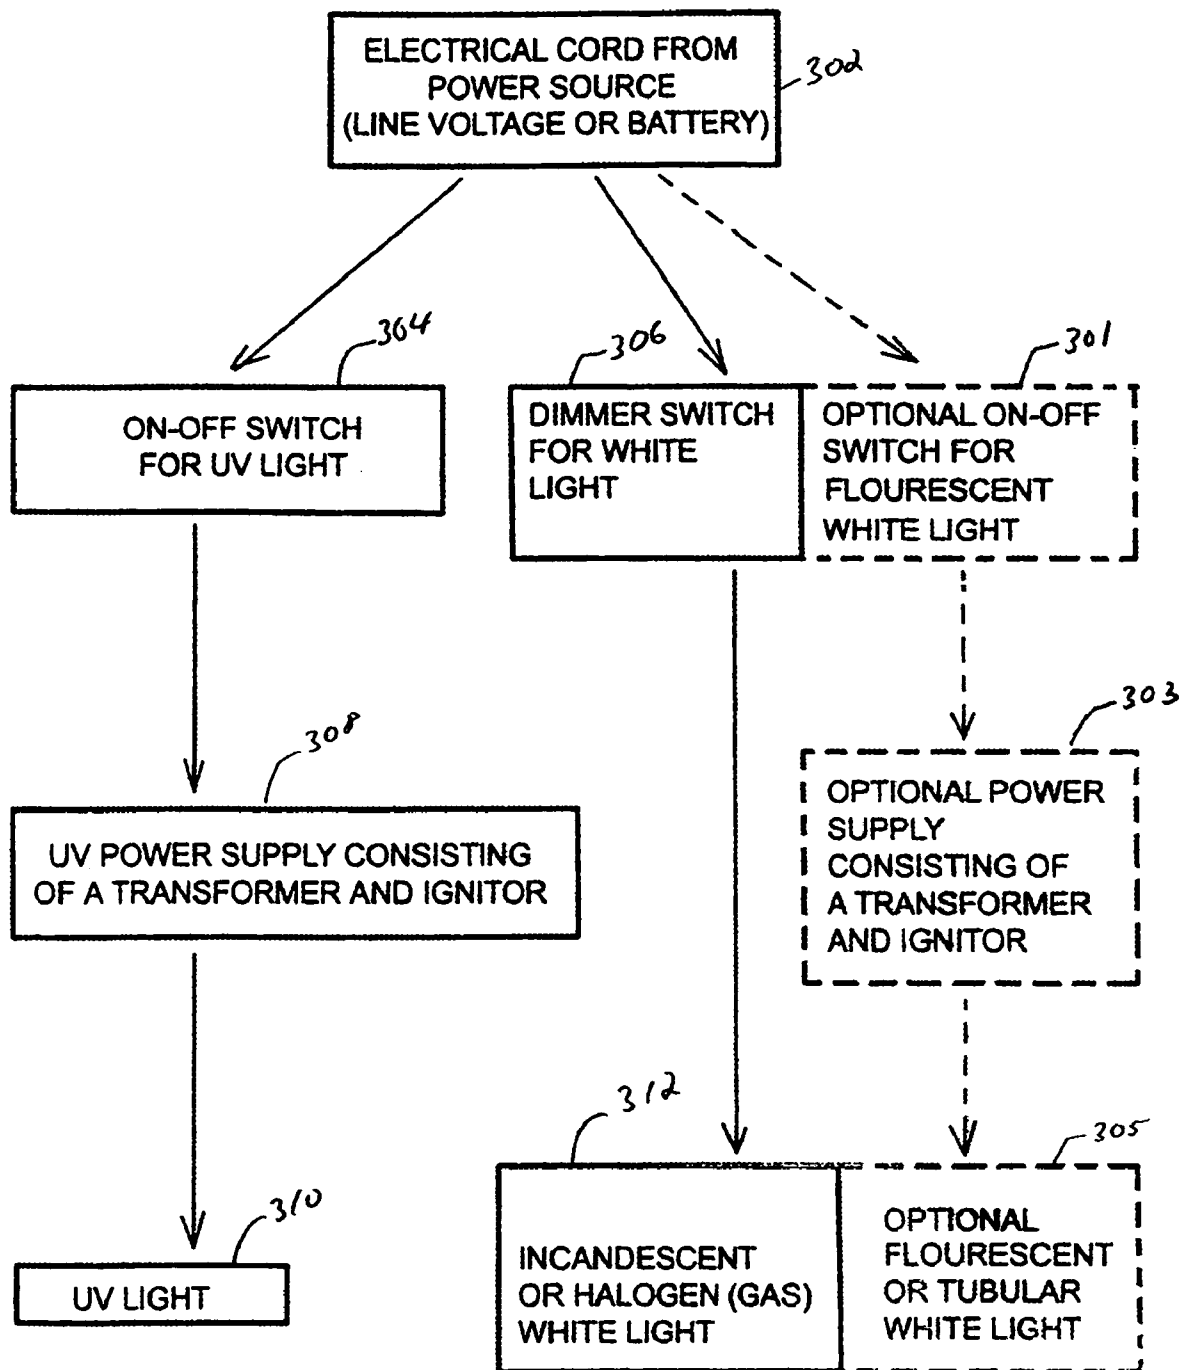 ELECTRICAL CORD FROM
POWER SOURCE
(LINE VOLTAGE OR BATTERY)
302
304
ON-OFF SWITCH
FOR UV LIGHT
306
DIMMER SWITCH
FOR WHITE
LIGHT
301
OPTIONAL ON-OFF
SWITCH FOR
FLOURESCENT
WHITE LIGHT
308
UV POWER SUPPLY CONSISTING
OF A TRANSFORMER AND IGNITOR
303
OPTIONAL POWER
SUPPLY
CONSISTING OF
A TRANSFORMER
AND IGNITOR
310
UV LIGHT
312
INCANDESCENT
OR HALOGEN (GAS)
WHITE LIGHT
305
OPTIONAL
FLOURESCENT
OR TUBULAR
WHITE LIGHT